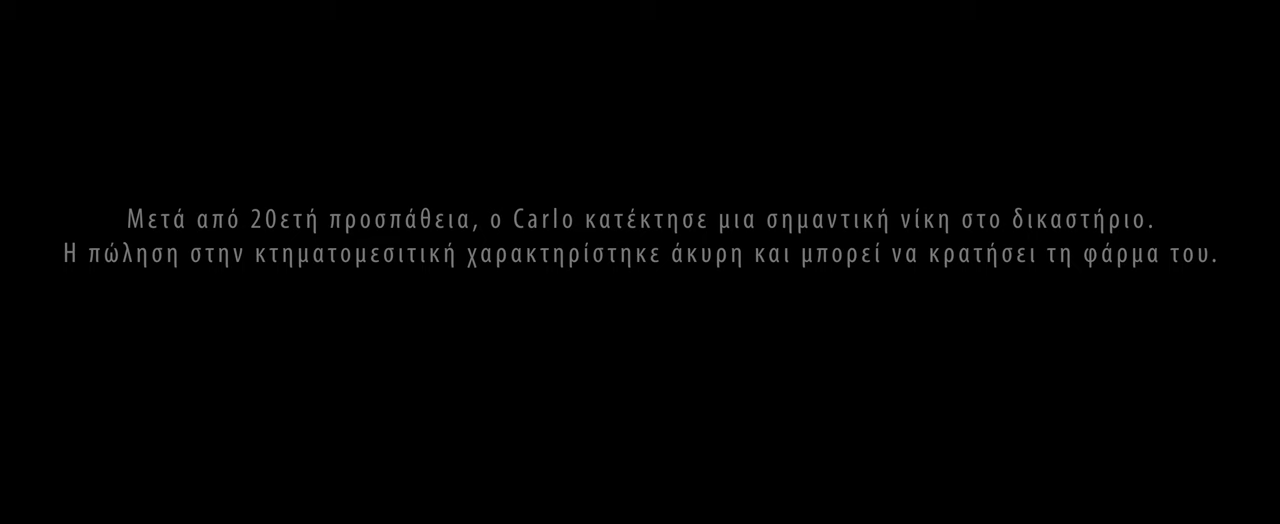 Μετά από 20ετή προσπάθεια, ο Carlo κατέκτησε μια σημαντική νίκη στο δικαστήριο.
Η πώληση στην κτηματομεσιτική χαρακτηρίστηκε άκυρη και μπορεί να κρατήσει τη φάρμα του.